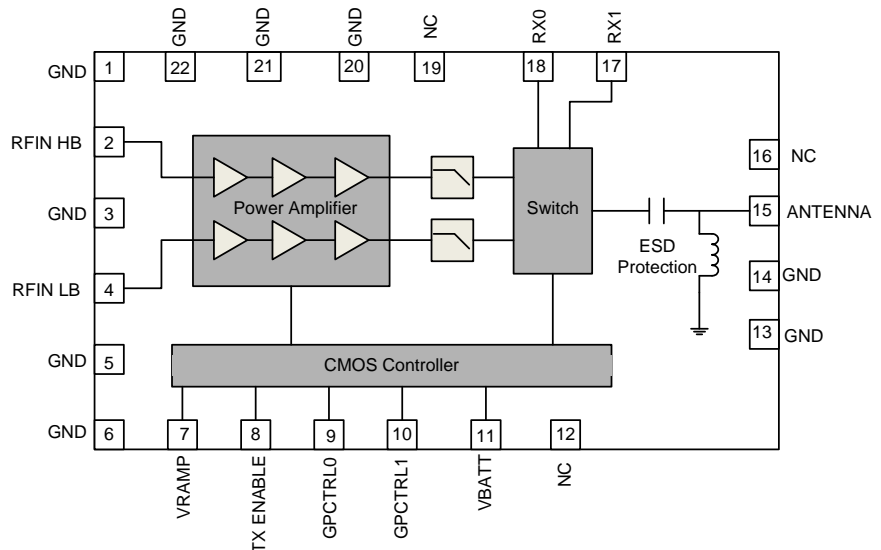 GND
GND
GND
NC
RX0
RX1
GND 1
22
21
20
19
18
17
RFIN HB 2
16 NC
Power Amplifier
Switch
GND 3
15 ANTENNA
ESD
Protection
RFIN LB 4
14 GND
13 GND
GND 5
CMOS Controller
GND 6
7
8
9
10
11
12
VRAMP
TX ENABLE
GPCTRL0
GPCTRL1
VBATT
NC